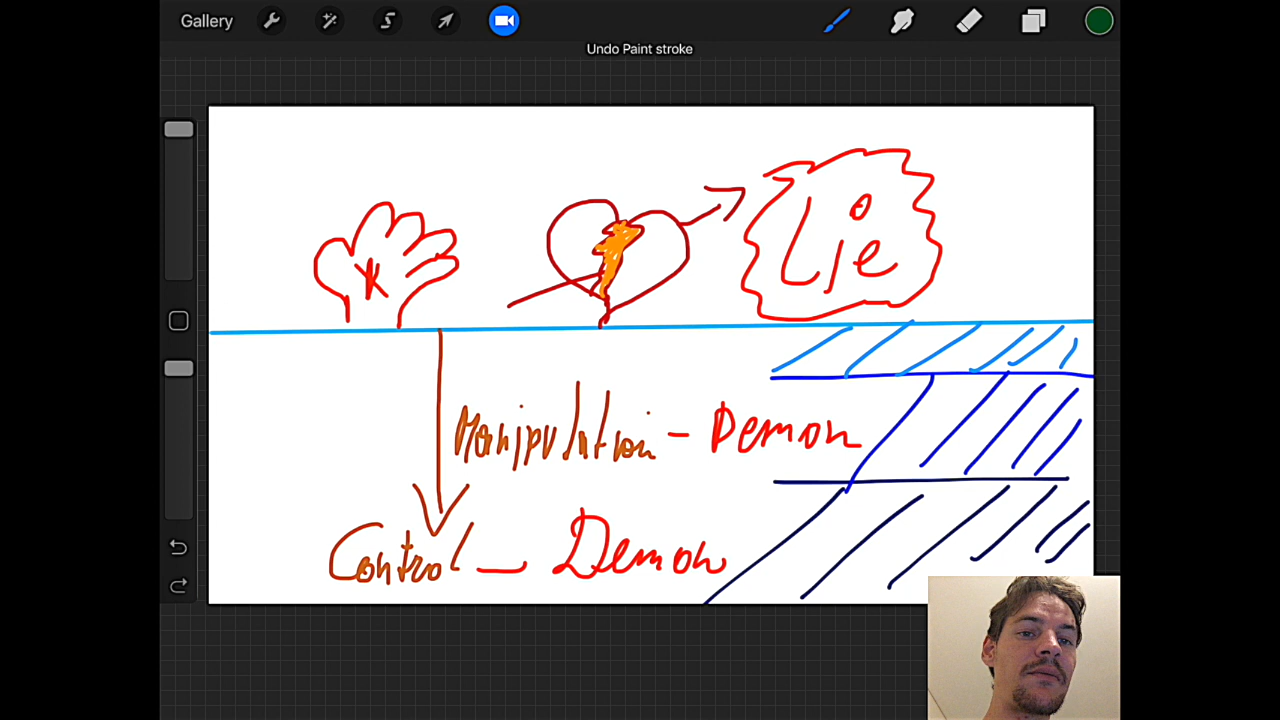 Gallery
Undo Paint stroke
Lie
Manipulation - Demon
Control - Demon